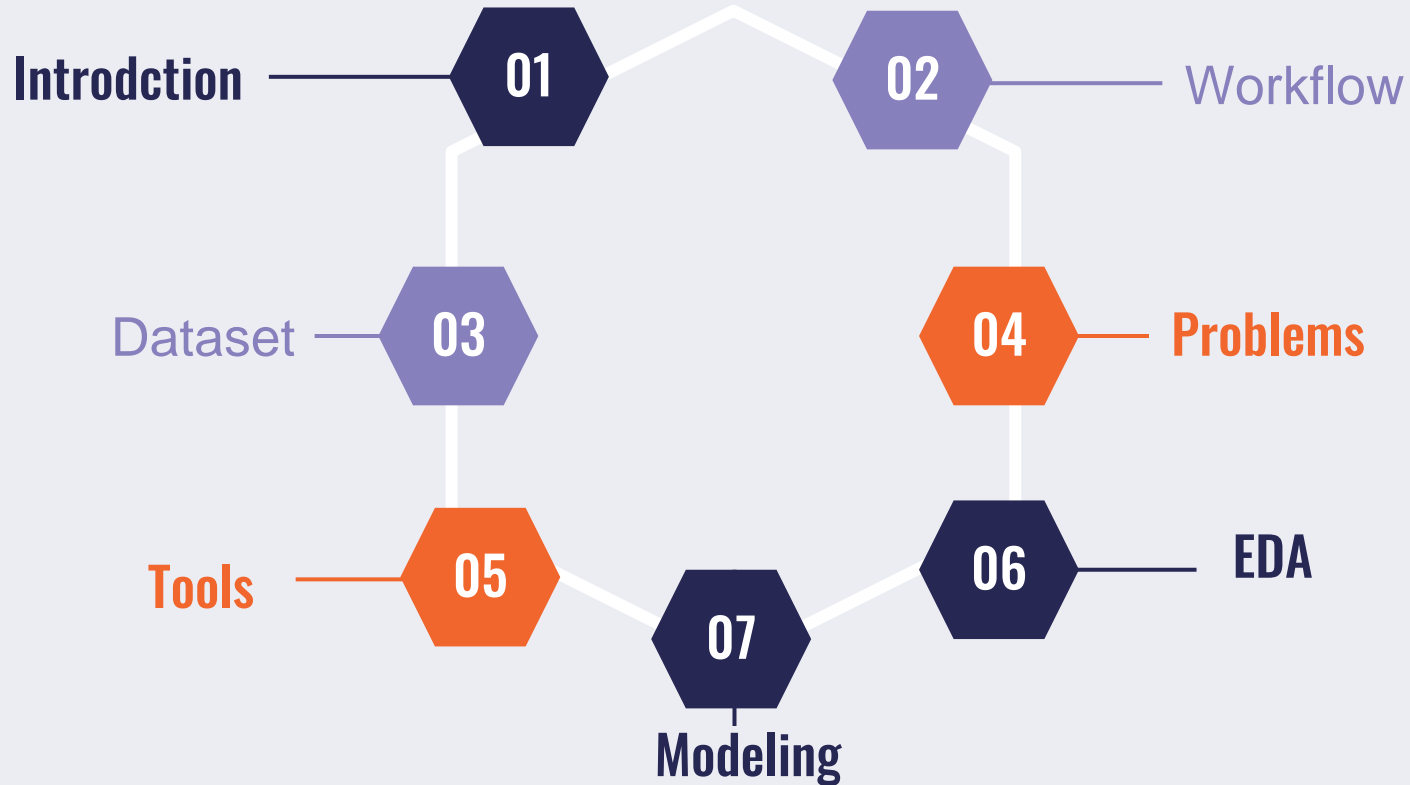 Introdction
01
02
Workflow
Dataset
03
04
Problems
Tools
05
06
EDA
07
Modeling